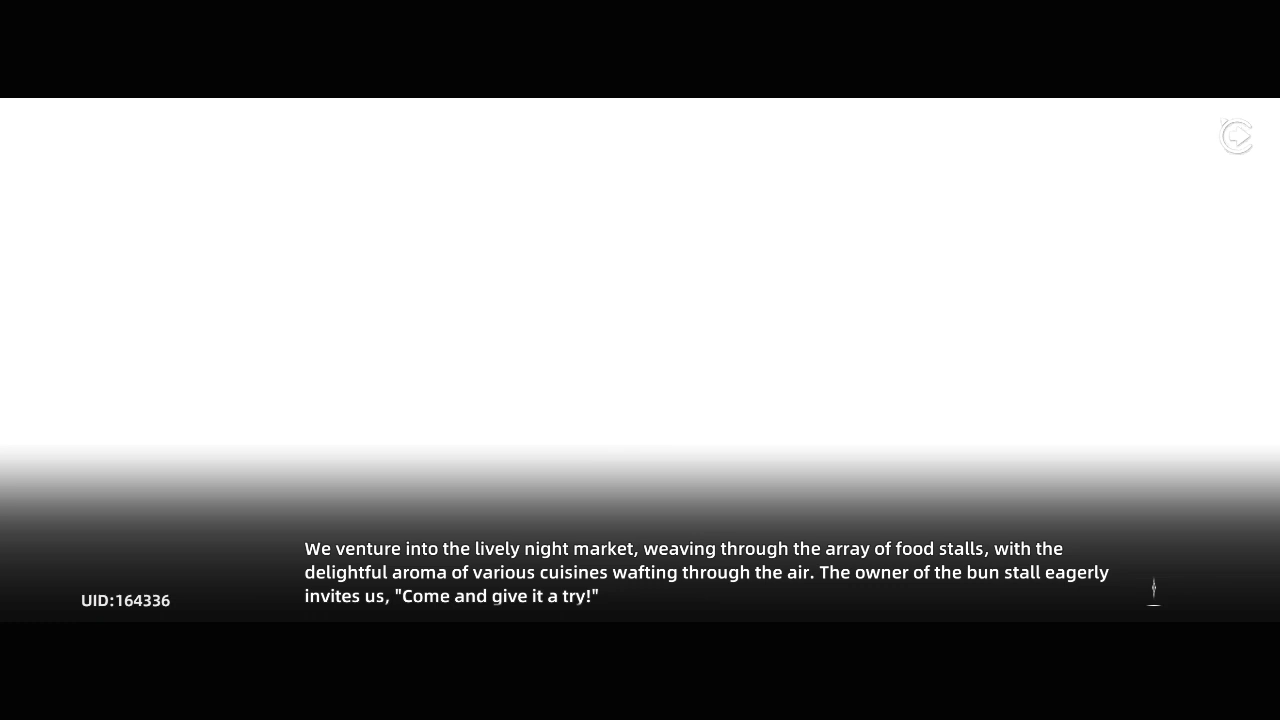 We venture into the lively night market, weaving through the array of food stalls, with the
delightful aroma of various cuisines wafting through the air. The owner of the bun stall eagerly
invites us, "Come and give it a try!"
UID:164336